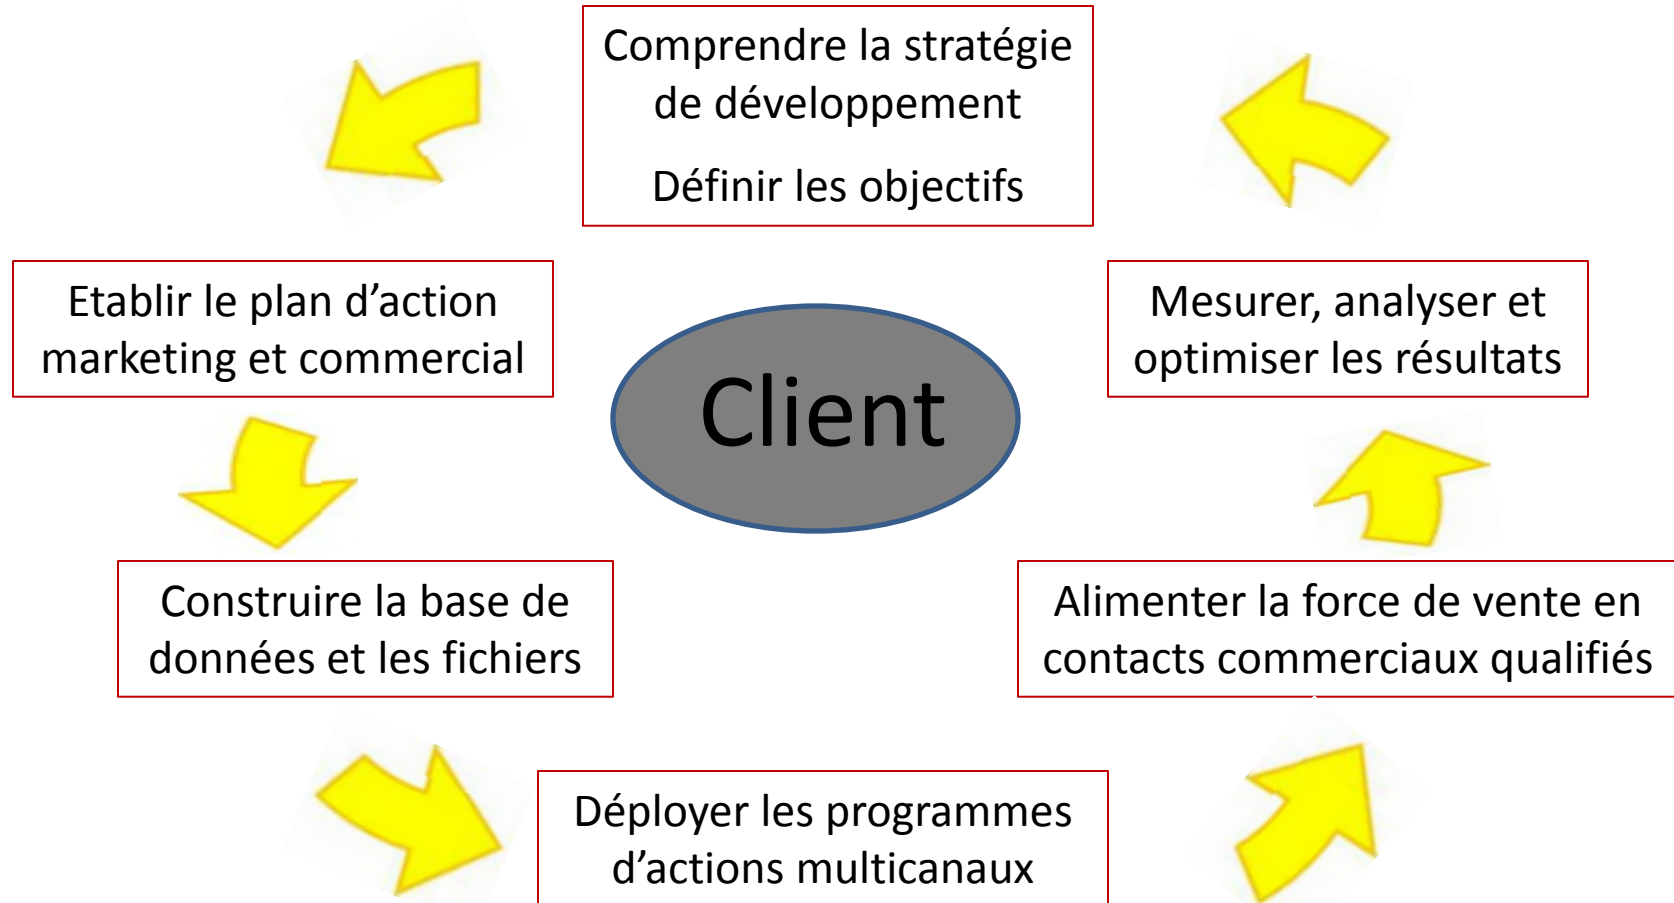 Comprendre la stratégie
de développement
Définir les objectifs
Etablir le plan d’action
marketing et commercial
Mesurer, analyser et
optimiser les résultats
Client
Construire la base de
données et les fichiers
Alimenter la force de vente en
contacts commerciaux qualifiés
Déployer les programmes
d’actions multicanaux